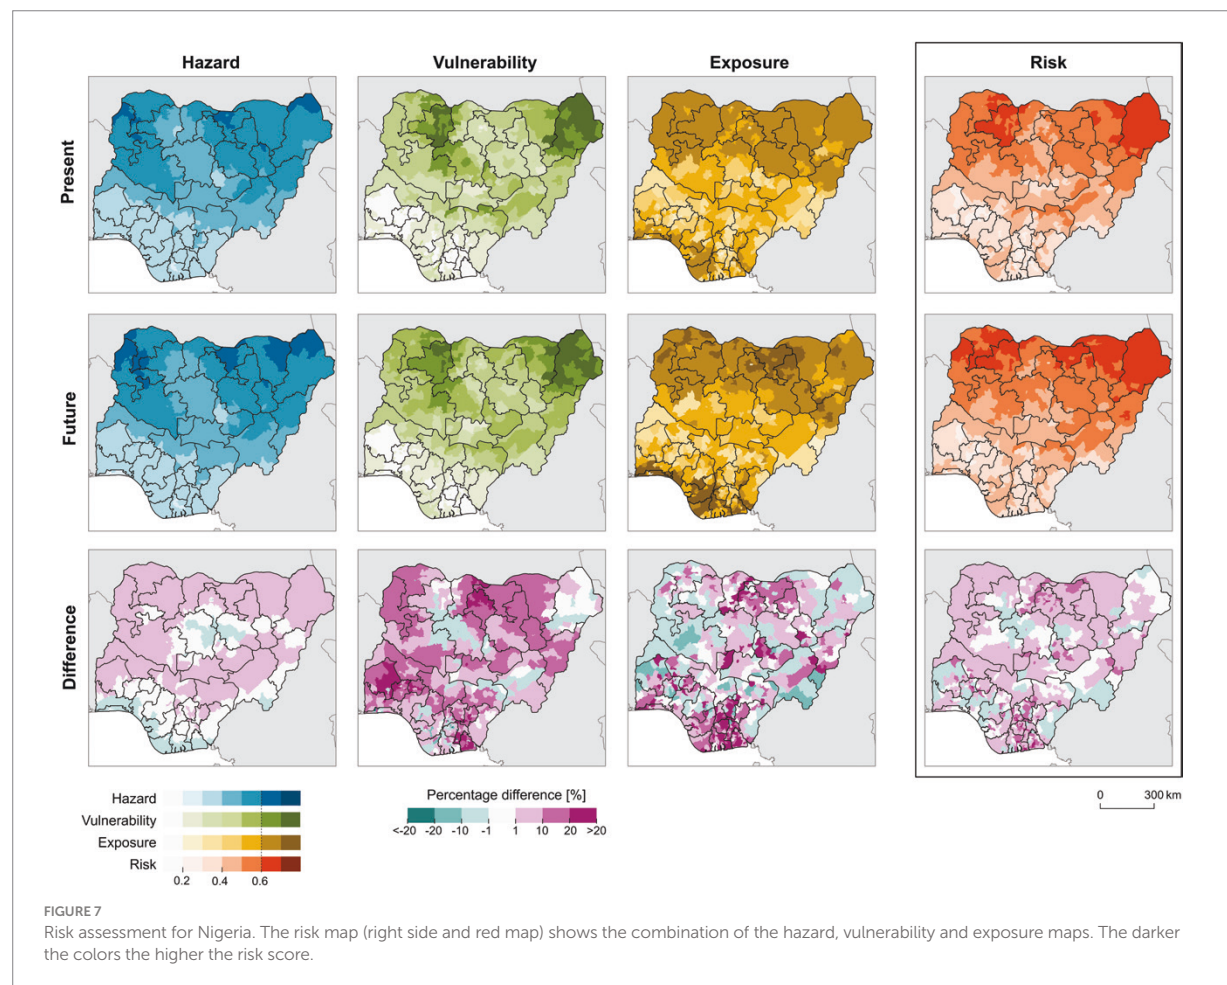 Hazard
Vulnerability
Exposure
Risk
Present
Future
Difference
Hazard
Vulnerability
Exposure
Risk
0.2 0.4 0.6
Percentage difference [%]
<-20 -20 -10 -1 1 10 20 >20
0 300 km
FIGURE 7
Risk assessment for Nigeria. The risk map (right side and red map) shows the combination of the hazard, vulnerability and exposure maps. The darker
the colors the higher the risk score.